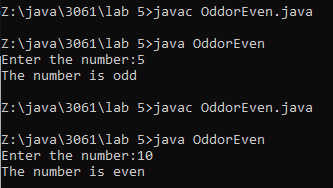 Z:\java\3061\lab 5>javac OddorEven.java
Z:\java\3061\lab 5>java OddorEven
Enter the number:5
The number is odd
Z:\java\3061\lab 5>javac OddorEven.java
Z:\java\3061\lab 5>java OddorEven
Enter the number:10
The number is even